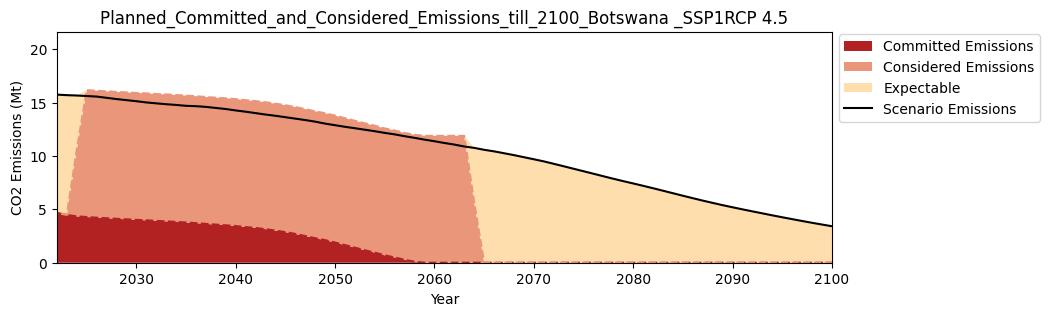 Planned_Committed_and_Considered_Emissions_till_2100_Botswana _SSP1RCP 4.5
Committed Emissions
Considered Emissions
Expectable
Scenario Emissions
CO2 Emissions (Mt)
20
15
10
5
0
2030 2040 2050 2060 2070 2080 2090 2100
Year